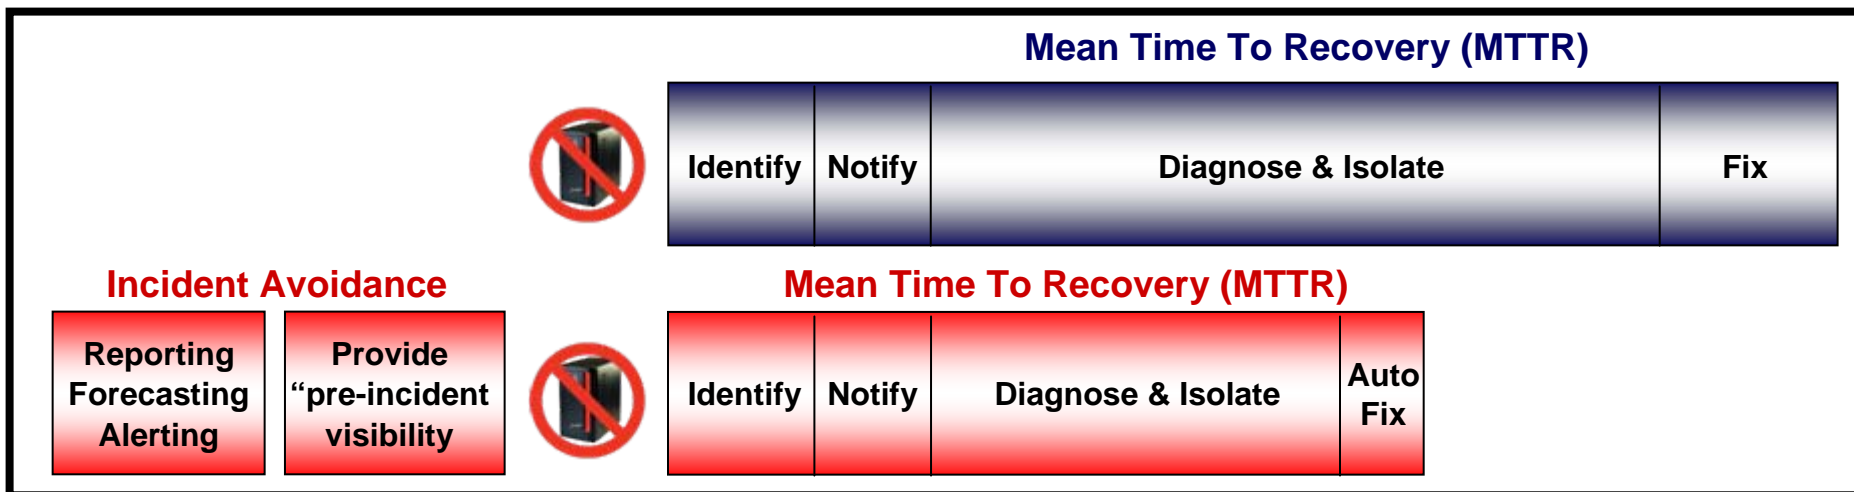 Mean Time To Recovery (MTTR)
Identify
Notify
Diagnose & Isolate
Fix
Incident Avoidance
Mean Time To Recovery (MTTR)
Reporting
Forecasting
Alerting
Provide
“pre-incident
visibility
Identify
Notify
Diagnose & Isolate
Auto
Fix